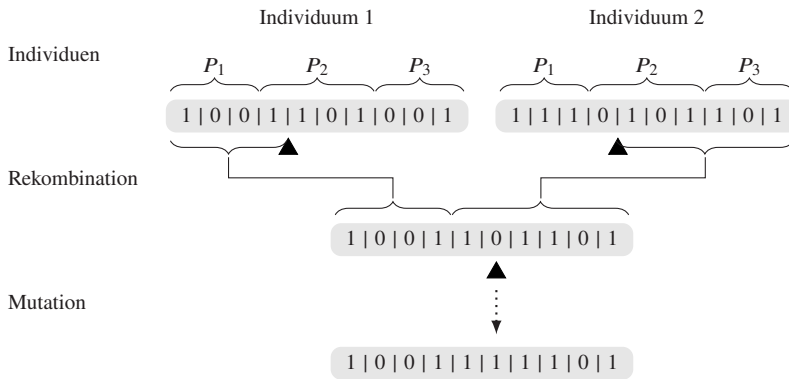 Individuum 1 Individuum 2
Individuen
P1 P2 P3 P1 P2 P3
1 | 0 | 0 | 1 | 1 | 0 | 1 | 0 | 0 | 1 1 | 1 | 1 | 0 | 1 | 0 | 1 | 1 | 0 | 1
Rekombination
1 | 0 | 0 | 1 | 1 | 0 | 1 | 1 | 0 | 1
Mutation
1 | 0 | 0 | 1 | 1 | 1 | 1 | 1 | 0 | 1